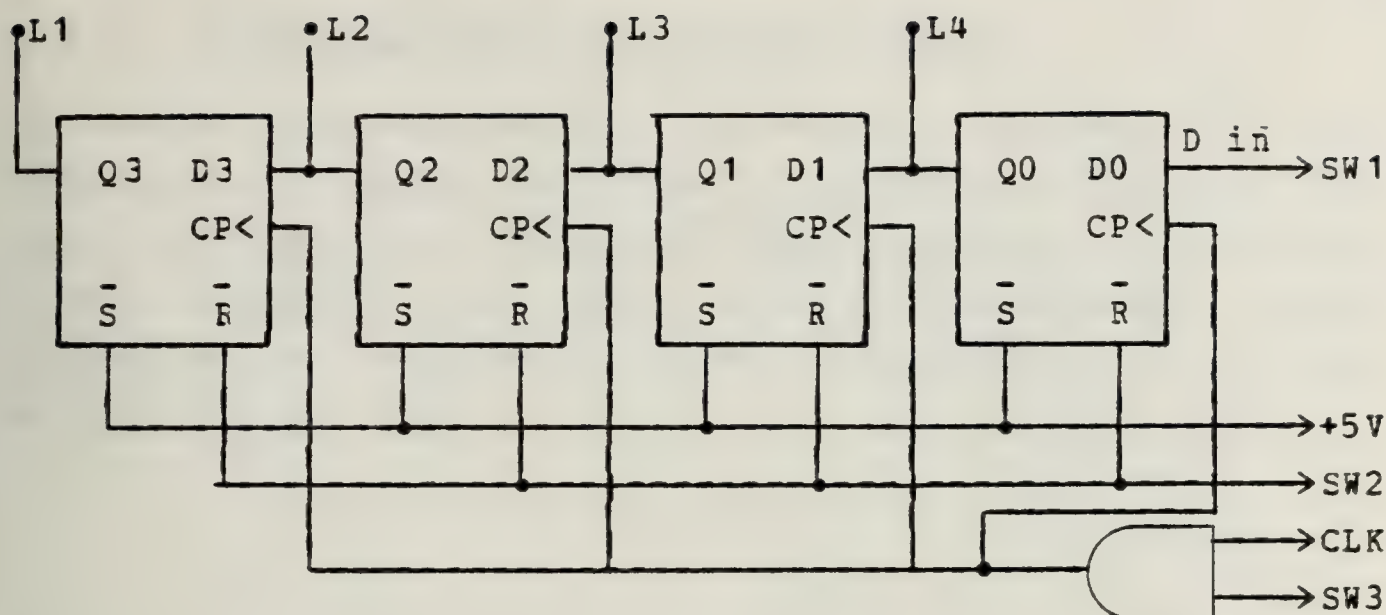 L1 L2 L3 L4
D in
Q3 D3 Q2 D2 Q1 D1 Q0 D0 SW1
CP< CP< CP< CP<
S̅ R̅ S̅ R̅ S̅ R̅ S̅ R̅
+5V
SW2
CLK
SW3